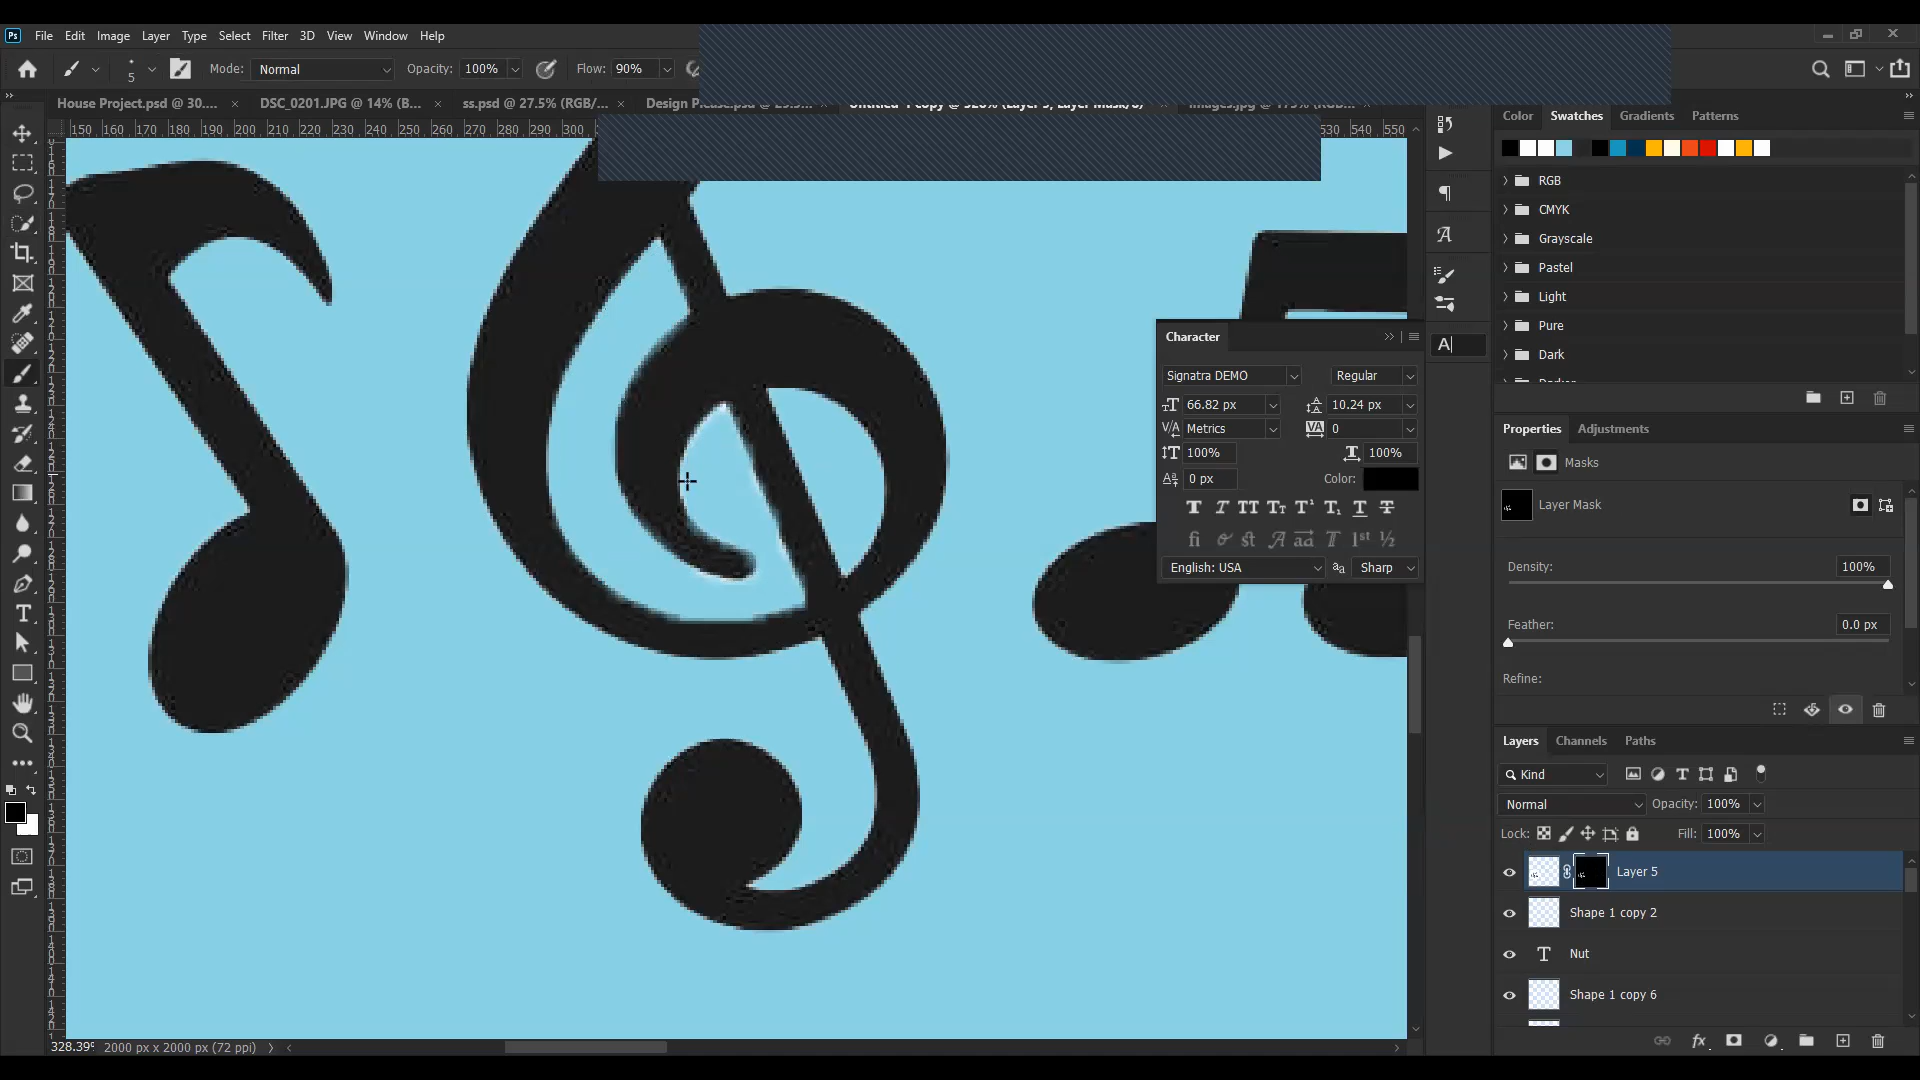 Ps File Edit Image Layer Type Select Filter 3D View Window Help
5 Mode: Normal Opacity: 100% Flow: 90%
House Project.psd @ 30.... × DSC_0201.JPG @ 14% (B... × ss.psd @ 27.5% (RGB/... ×
150 160 170 180 190 200 210 220 230 240 250 260 270 280 290 300 530 540 550
Color Swatches Gradients Patterns
RGB
CMYK
Grayscale
Pastel
Light
Pure
Dark
Character
Signatra DEMO Regular
66.82 px 10.24 px
Metrics 0
100% 100%
0 px Color:
English: USA Sharp
Properties Adjustments
Masks
Layer Mask
Density: 100%
Feather: 0.0 px
Refine:
Layers Channels Paths
Kind
Normal Opacity: 100%
Lock: Fill: 100%
Layer 5
Shape 1 copy 2
Nut
Shape 1 copy 6
328.39% 2000 px x 2000 px (72 ppi)